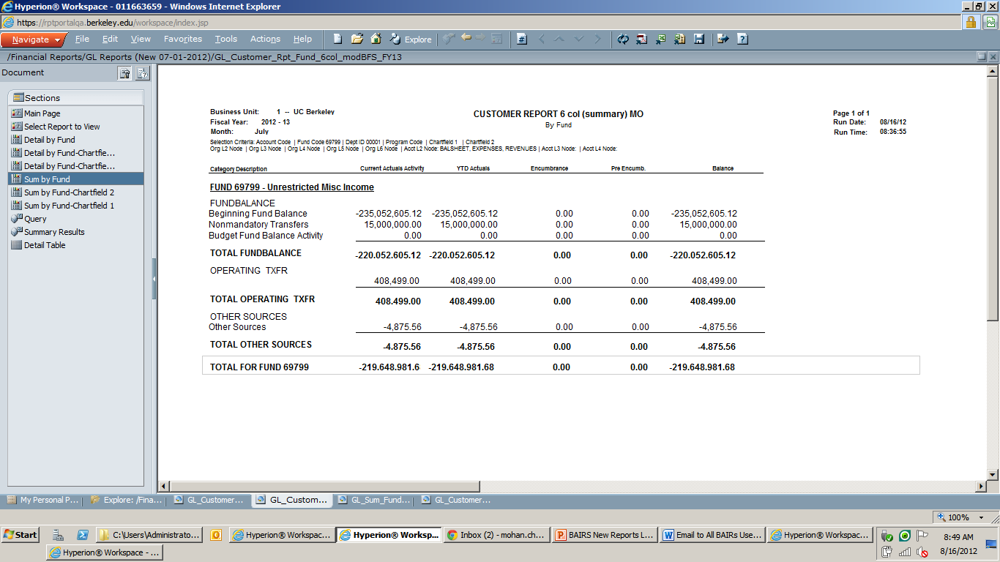 Hyperion® Workspace - 011663659 - Windows Internet Explorer
https://rptportalqa.berkeley.edu/workspace/index.jsp
Navigate File Edit View Favorites Tools Actions Help Explore
/Financial Reports/GL Reports (New 07-01-2012)/GL_Customer_Rpt_Fund_6col_modBFS_FY13
Document
Sections
Main Page
Select Report to View
Detail by Fund
Detail by Fund-Chartfie...
Detail by Fund-Chartfie...
Sum by Fund
Sum by Fund-Chartfield 2
Sum by Fund-Chartfield 1
Query
Summary Results
Detail Table
Business Unit: 1 -- UC Berkeley CUSTOMER REPORT 6 col (summary) MO Page 1 of 1
Fiscal Year: 2012 - 13 By Fund Run Date: 08/16/12
Month: July Run Time: 08:36:55
Selection Criteria: Account Code | Fund Code 69799 | Dept ID 00001 | Program Code | Chartfield 1 | Chartfield 2
Org L2 Node | Org L3 Node | Org L4 Node | Org L5 Node | Org L6 Node | Acct L2 Node: BALSHEET, EXPENSES, REVENUES | Acct L3 Node: | Acct L4 Node:
Category Description Current Actuals Activity YTD Actuals Encumbrance Pre Encumb. Balance
FUND 69799 - Unrestricted Misc Income
FUNDBALANCE
Beginning Fund Balance -235,052,605.12 -235,052,605.12 0.00 0.00 -235,052,605.12
Nonmandatory Transfers 15,000,000.00 15,000,000.00 0.00 0.00 15,000,000.00
Budget Fund Balance Activity 0.00 0.00 0.00 0.00 0.00
TOTAL FUNDBALANCE -220.052.605.12 -220.052.605.12 0.00 0.00 -220.052.605.12
OPERATING TXFR
408,499.00 408,499.00 0.00 0.00 408,499.00
TOTAL OPERATING TXFR 408.499.00 408.499.00 0.00 0.00 408.499.00
OTHER SOURCES
Other Sources -4,875.56 -4,875.56 0.00 0.00 -4,875.56
TOTAL OTHER SOURCES -4.875.56 -4.875.56 0.00 0.00 -4.875.56
TOTAL FOR FUND 69799 -219.648.981.6 -219.648.981.68 0.00 0.00 -219.648.981.68
My Personal P... Explore: /Fina... GL_Customer... GL_Custom... GL_Sum_Fund... GL_Customer...
100%
Start C:\Users\Administrato... Hyperion® Workspac... Hyperion® Worksp... Inbox (2) - mohan.ch... BAIRS New Reports L... Email to All BAIRs Use... Hyperion® Workspac... 8:49 AM
Hyperion® Workspace - ... 8/16/2012